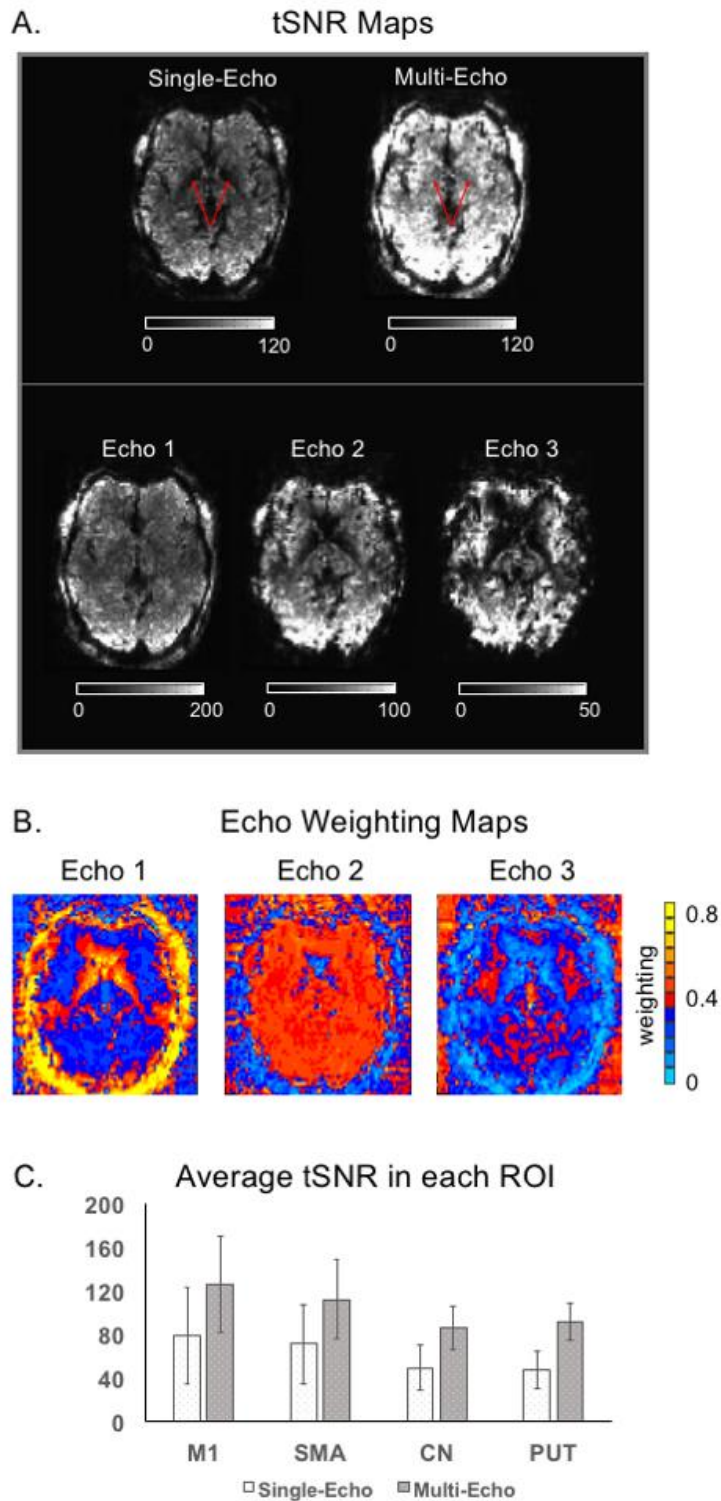 A. tSNR Maps
Single-Echo Multi-Echo
0 120 0 120
Echo 1 Echo 2 Echo 3
0 200 0 100 0 50
B. Echo Weighting Maps
Echo 1 Echo 2 Echo 3
0.8
0.4
0
weighting
C. Average tSNR in each ROI
200
160
120
80
40
0
M1 SMA CN PUT
Single-Echo Multi-Echo